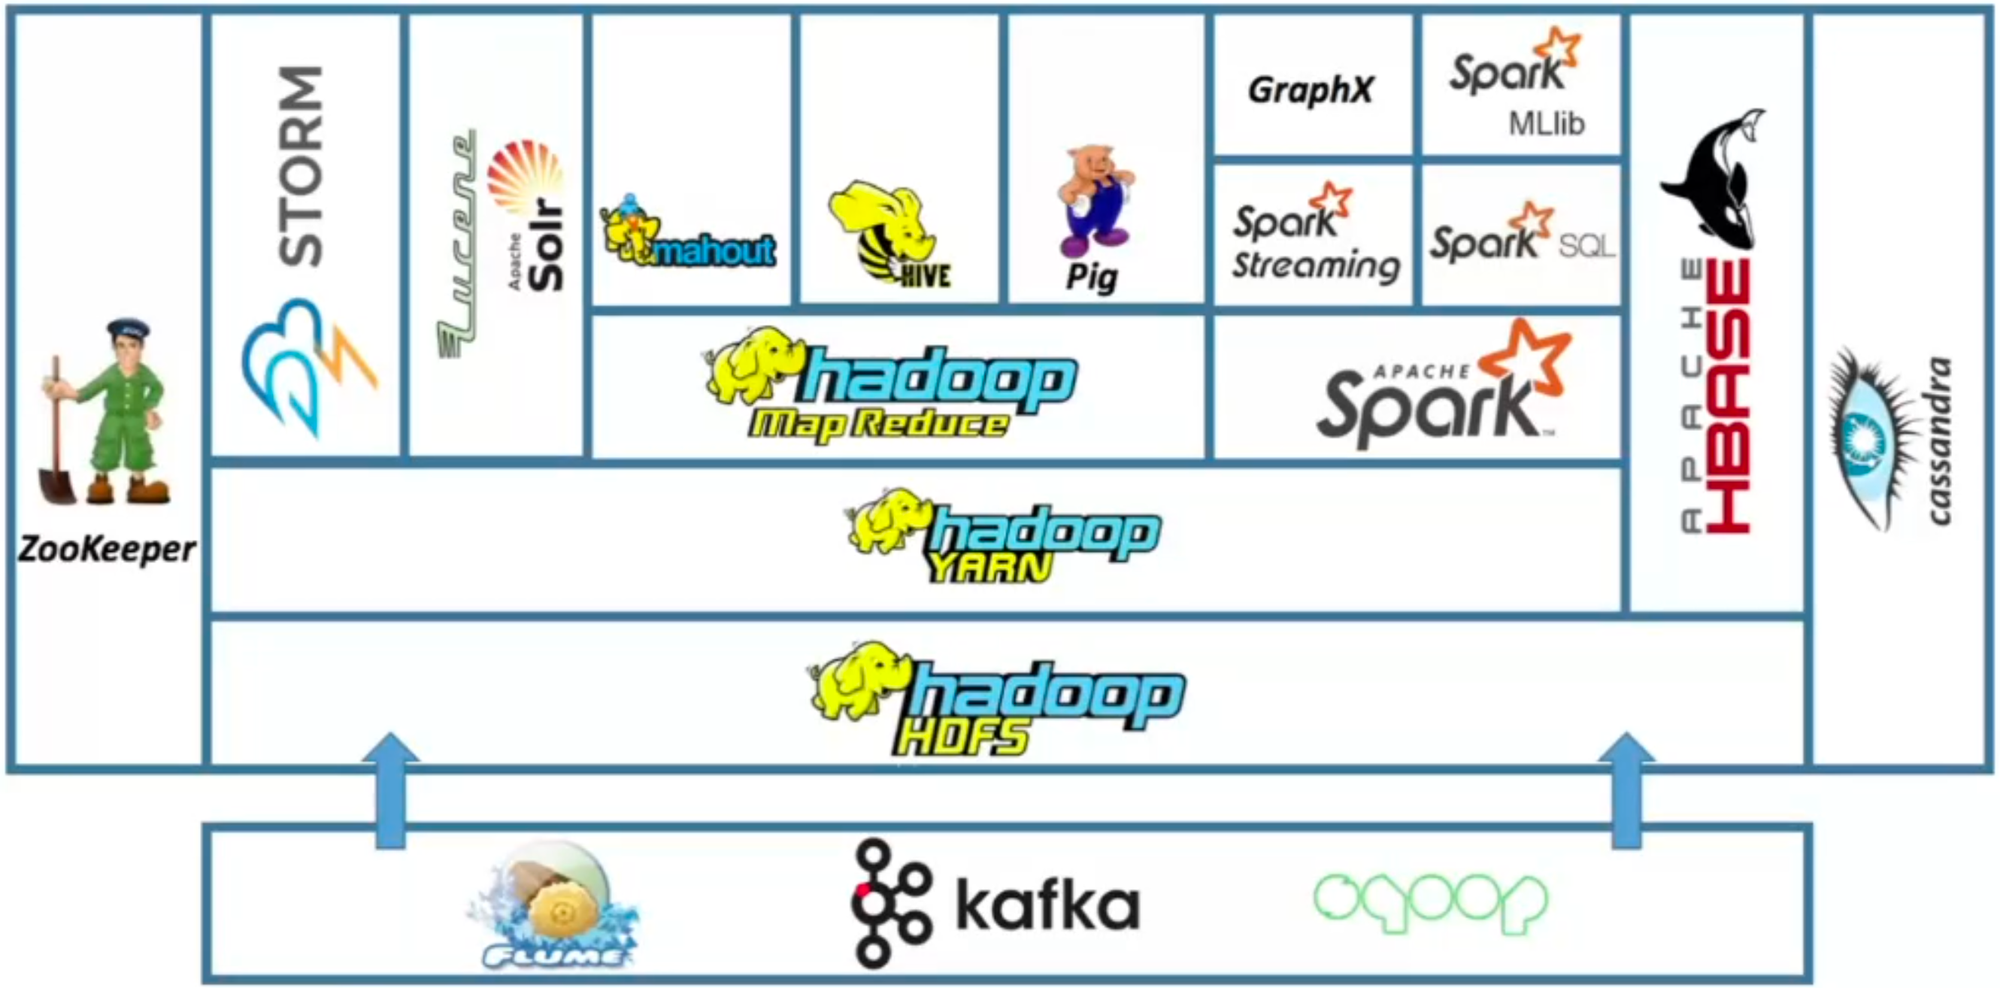 ZooKeeper
STORM
Lucene
Apache
Solr
mahout
HIVE
Pig
GraphX
Spark
MLlib
Spark
Streaming
Spark SQL
hadoop
Map Reduce
APACHE
Spark™
APACHE
HBASE
cassandra
hadoop
YARN
hadoop
HDFS
FLUME
kafka
sqoop